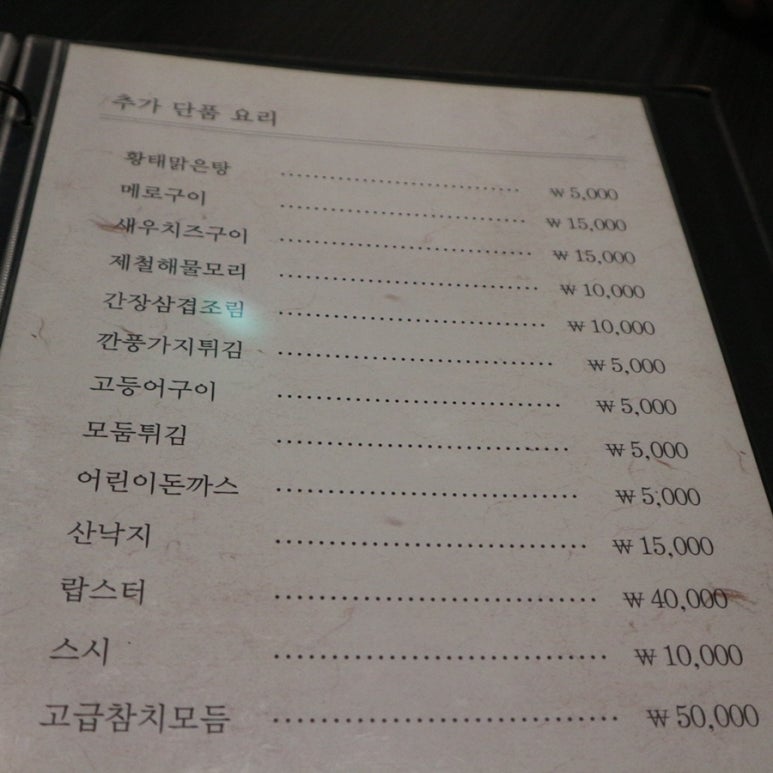 추가 단품 요리
황태맑은탕 ........................ ₩5,000
메로구이 ........................ ₩15,000
새우치즈구이 ........................ ₩15,000
제철해물모리 ........................ ₩10,000
간장삼겹조림 ........................ ₩10,000
깐풍가지튀김 ........................ ₩5,000
고등어구이 ........................ ₩5,000
모둠튀김 ........................ ₩5,000
어린이돈까스 ........................ ₩5,000
산낙지 ........................ ₩15,000
랍스터 ........................ ₩40,000
스시 ........................ ₩10,000
고급참치모듬 ........................ ₩50,000